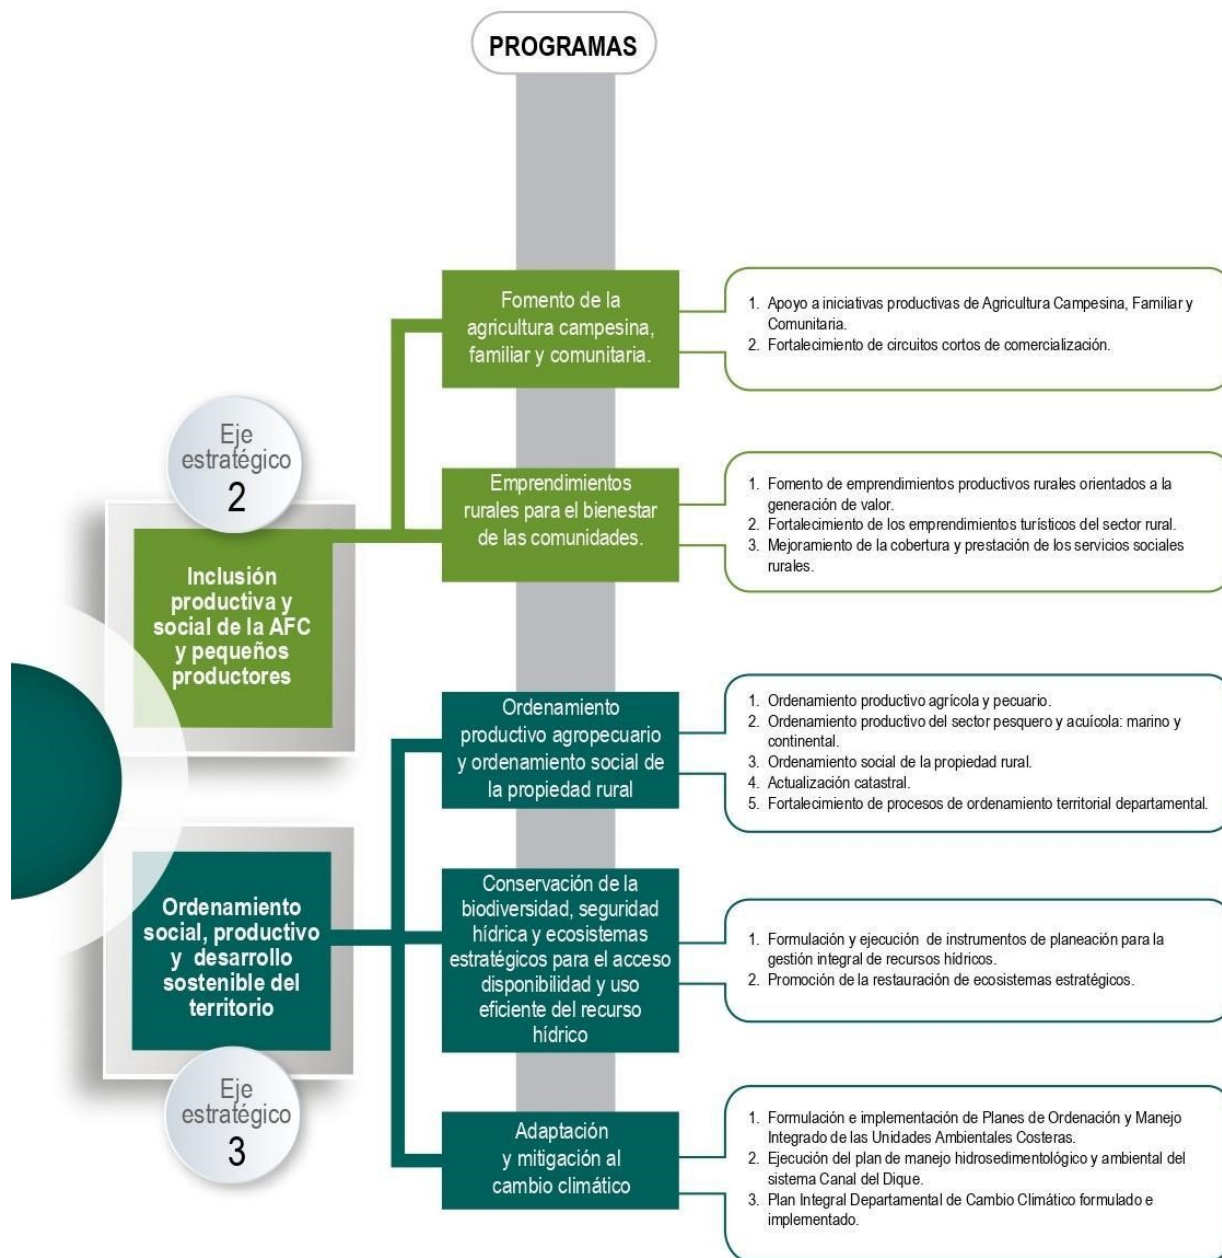 PROGRAMAS
Eje
estratégico
2
Inclusión
productiva y
social de la AFC
y pequeños
productores
Fomento de la
agricultura campesina,
familiar y comunitaria.
1. Apoyo a iniciativas productivas de Agricultura Campesina, Familiar y
Comunitaria.
2. Fortalecimiento de circuitos cortos de comercialización.
Emprendimientos
rurales para el bienestar
de las comunidades.
1. Fomento de emprendimientos productivos rurales orientados a la
generación de valor.
2. Fortalecimiento de los emprendimientos turísticos del sector rural.
3. Mejoramiento de la cobertura y prestación de los servicios sociales
rurales.
Ordenamiento
social, productivo
y desarrollo
sostenible del
territorio
Eje
estratégico
3
Ordenamiento
productivo agropecuario
y ordenamiento social de
la propiedad rural
1. Ordenamiento productivo agrícola y pecuario.
2. Ordenamiento productivo del sector pesquero y acuícola: marino y
continental.
3. Ordenamiento social de la propiedad rural.
4. Actualización catastral.
5. Fortalecimiento de procesos de ordenamiento territorial departamental.
Conservación de la
biodiversidad, seguridad
hídrica y ecosistemas
estratégicos para el acceso
disponibilidad y uso
eficiente del recurso
hídrico
1. Formulación y ejecución de instrumentos de planeación para la
gestión integral de recursos hídricos.
2. Promoción de la restauración de ecosistemas estratégicos.
Adaptación
y mitigación al
cambio climático
1. Formulación e implementación de Planes de Ordenación y Manejo
Integrado de las Unidades Ambientales Costeras.
2. Ejecución del plan de manejo hidrosedimentológico y ambiental del
sistema Canal del Dique.
3. Plan Integral Departamental de Cambio Climático formulado e
implementado.